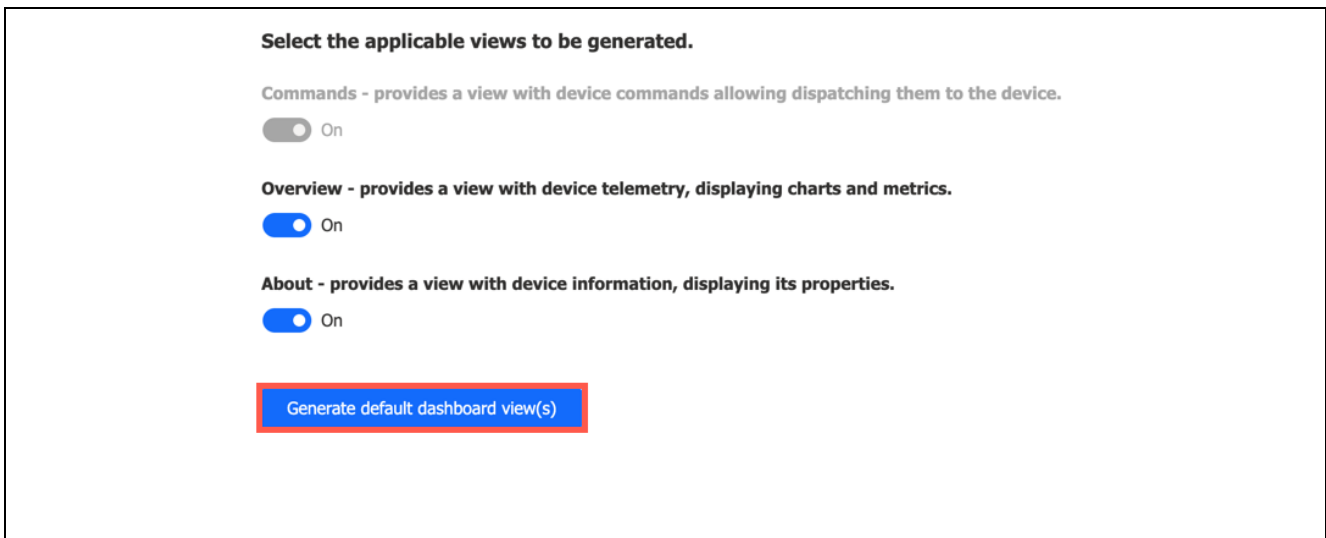 Select the applicable views to be generated.
Commands - provides a view with device commands allowing dispatching them to the device.
On
Overview - provides a view with device telemetry, displaying charts and metrics.
On
About - provides a view with device information, displaying its properties.
On
Generate default dashboard view(s)